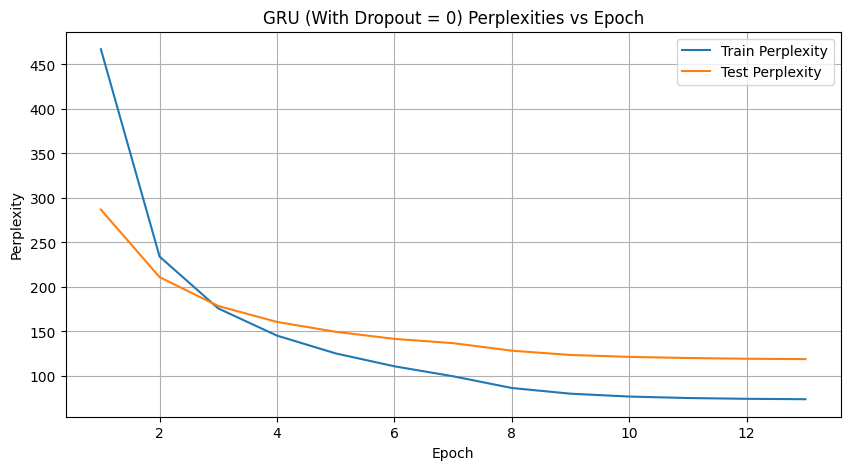 GRU (With Dropout = 0) Perplexities vs Epoch
Train Perplexity
Test Perplexity
Perplexity
450
400
350
300
250
200
150
100
2 4 6 8 10 12
Epoch